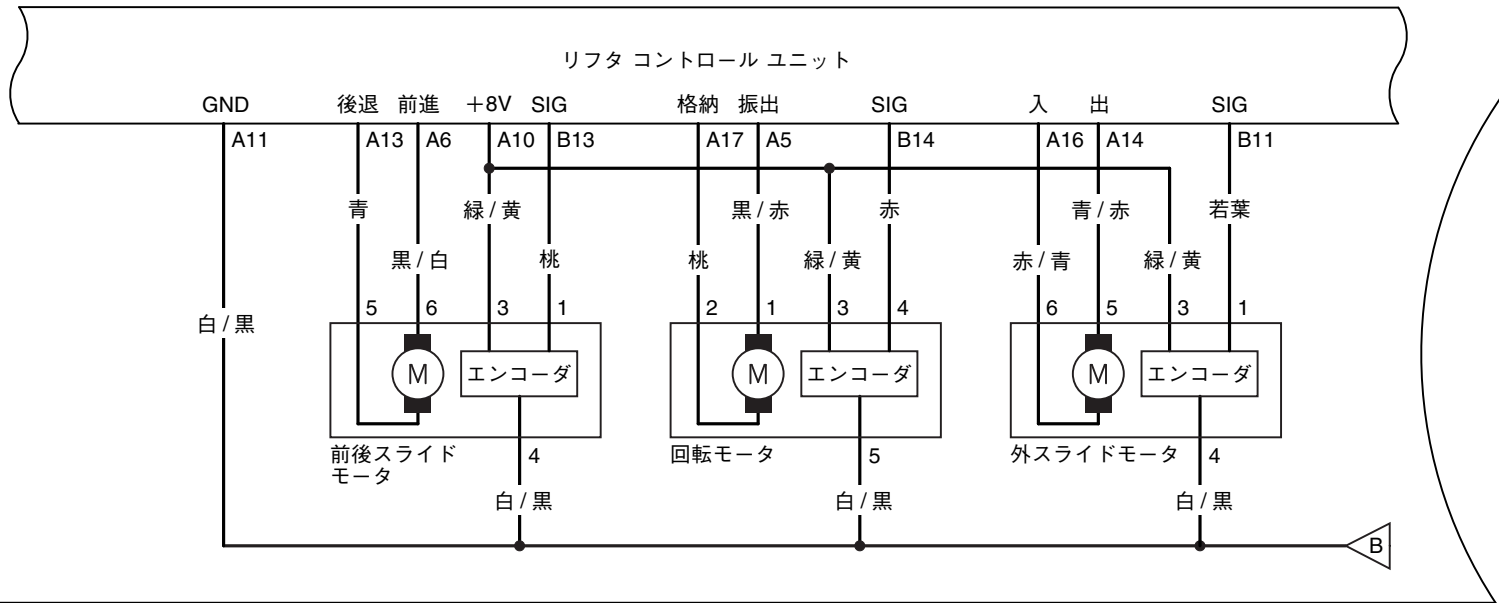 リフタ コントロール ユニット
GND 後退 前進 +8V SIG 格納 振出 SIG 入 出 SIG
A11 A13 A6 A10 B13 A17 A5 B14 A16 A14 B11
青 緑/黄 黒/赤 赤 青/赤 若葉
黒/白 桃 桃 緑/黄 赤/青 緑/黄
5 6 3 1 2 1 3 4 6 5 3 1
白/黒
M エンコーダ M エンコーダ M エンコーダ
前後スライド
モータ
4
回転モータ
5
外スライドモータ
4
白/黒 白/黒 白/黒
B